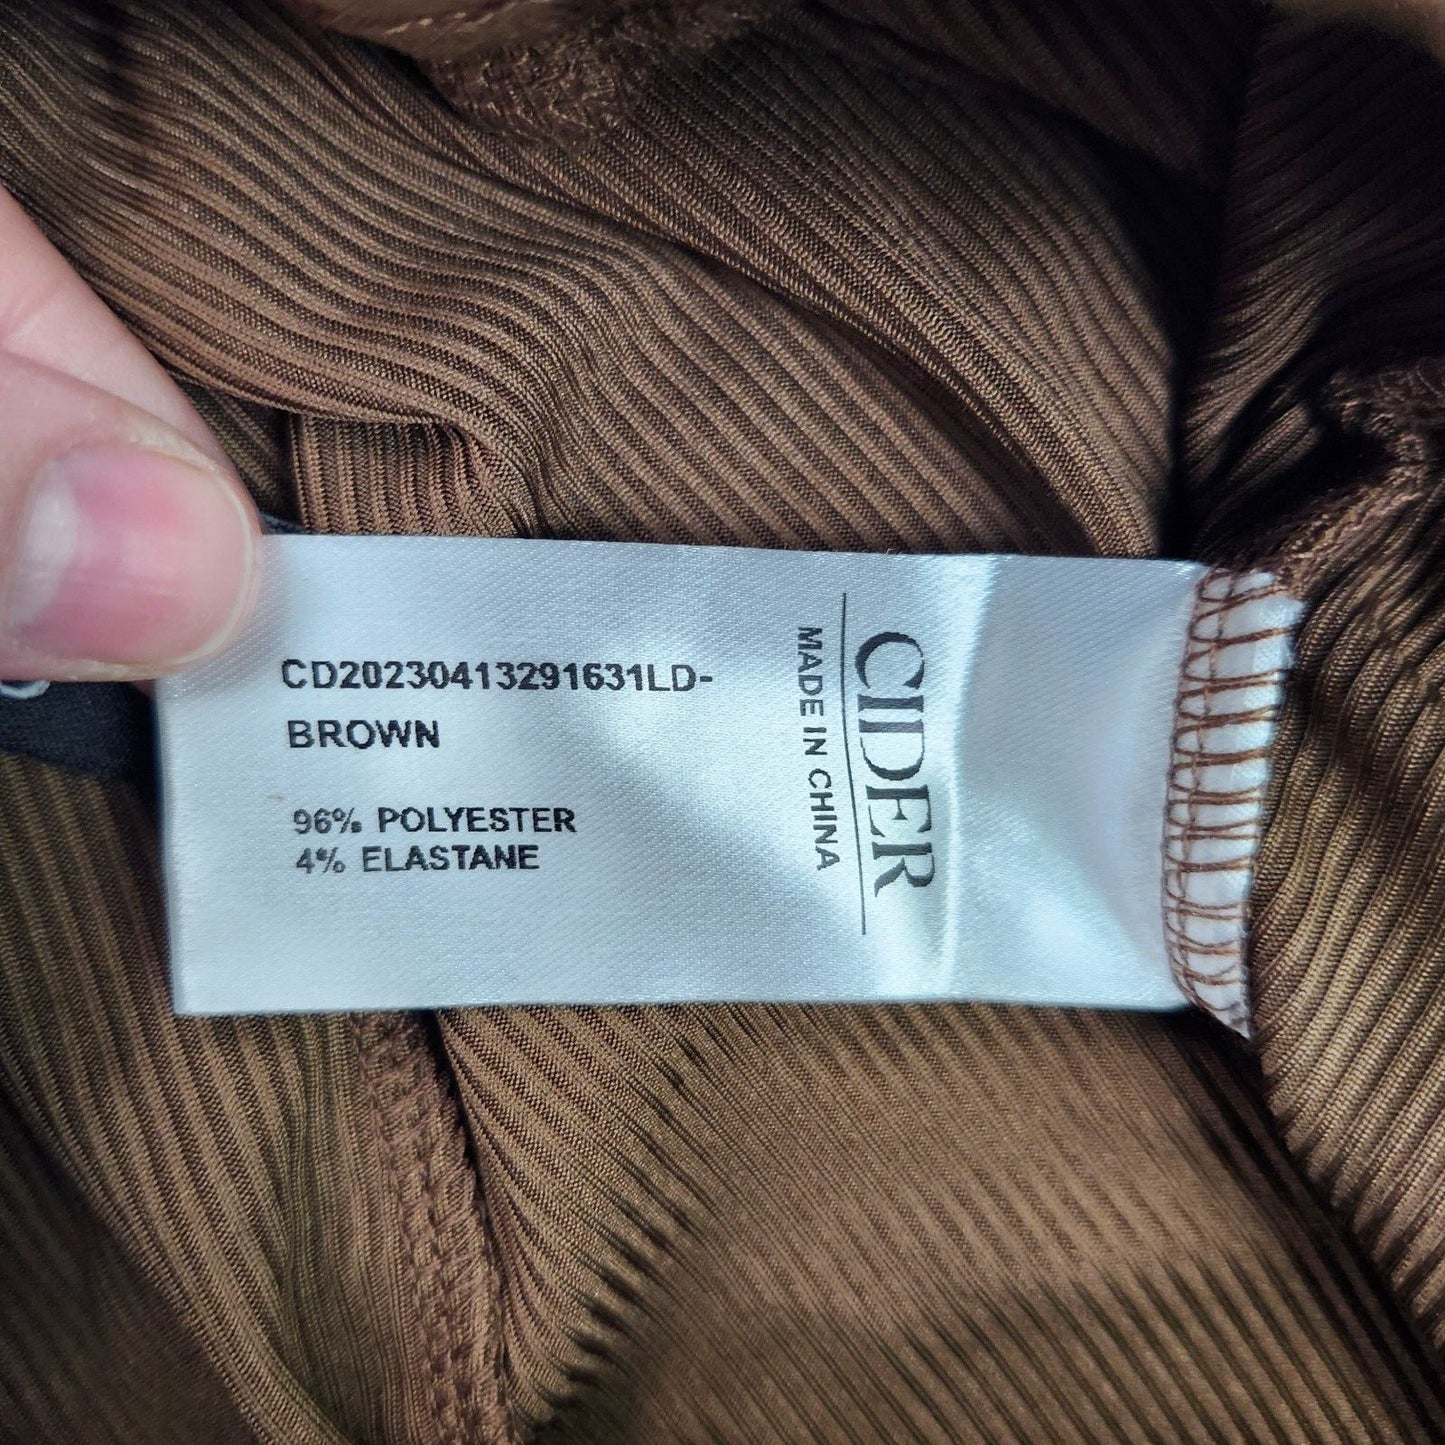 CD20230413291631LD-
BROWN
96% POLYESTER
4% ELASTANE
CIDER
MADE IN CHINA